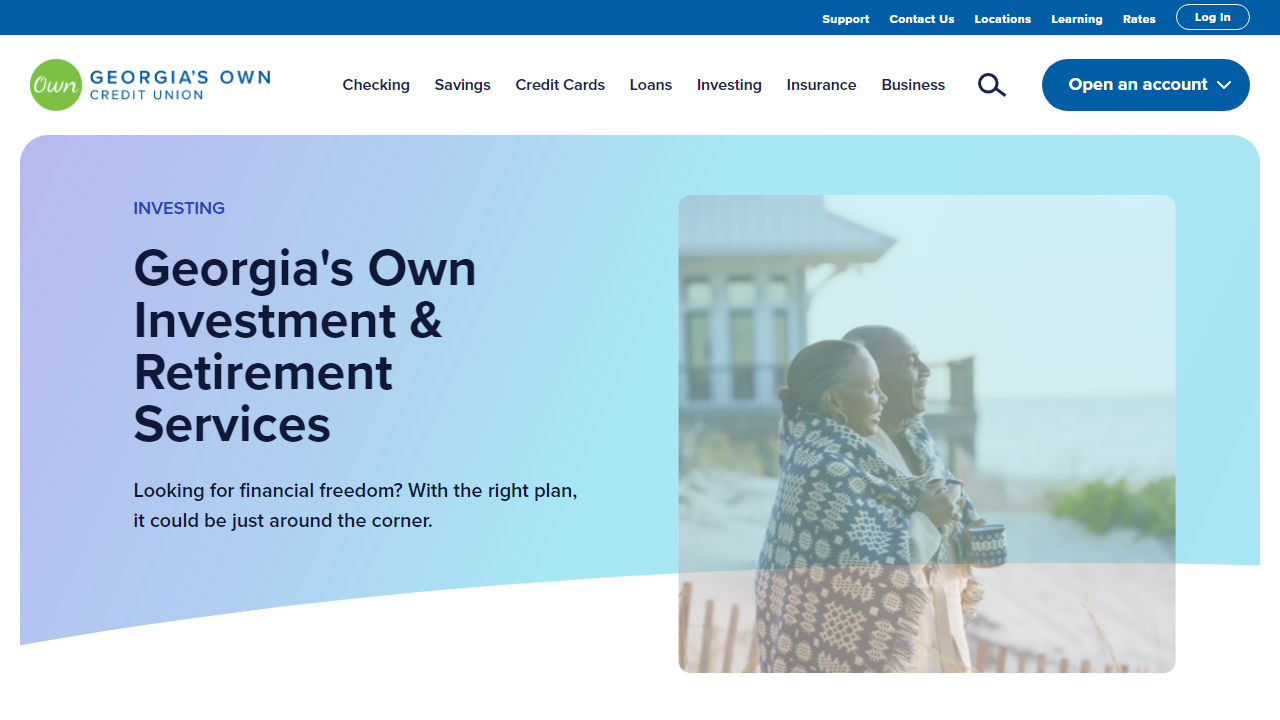 Support Contact Us Locations Learning Rates Log In
Own GEORGIA'S OWN
CREDIT UNION
Checking Savings Credit Cards Loans Investing Insurance Business
Open an account
INVESTING
Georgia's Own
Investment &
Retirement
Services
Looking for financial freedom? With the right plan,
it could be just around the corner.